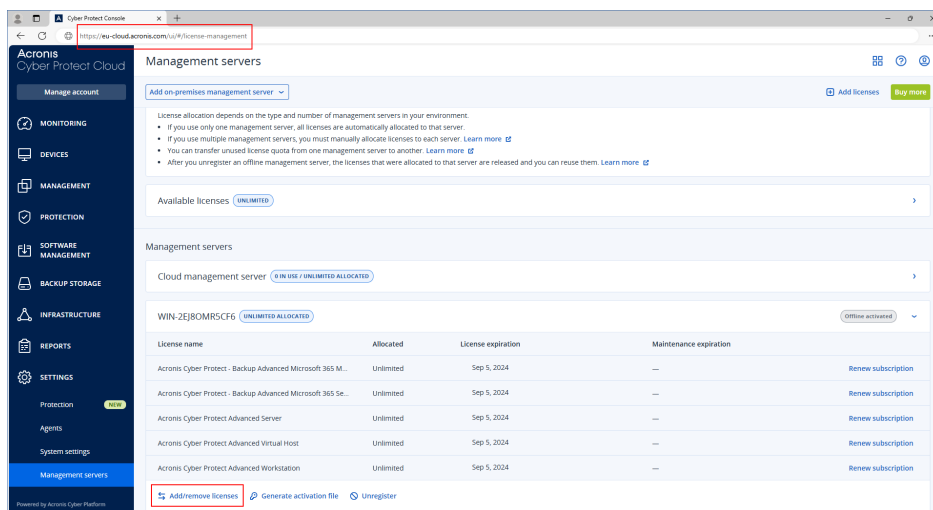 Cyber Protect Console
https://eu-cloud.acronis.com/ui/#/license-management
Acronis
Cyber Protect Cloud
Manage account
MONITORING
DEVICES
MANAGEMENT
PROTECTION
SOFTWARE
MANAGEMENT
BACKUP STORAGE
INFRASTRUCTURE
REPORTS
SETTINGS
Protection NEW
Agents
System settings
Management servers
Powered by Acronis Cyber Platform
Management servers
Add on-premises management server
Add licenses Buy more
License allocation depends on the type and number of management servers in your environment.
• If you use only one management server, all licenses are automatically allocated to that server.
• If you use multiple management servers, you must manually allocate licenses to each server. Learn more
• You can transfer unused license quota from one management server to another. Learn more
• After you unregister an offline management server, the licenses that were allocated to that server are released and you can reuse them. Learn more
Available licenses UNLIMITED
Management servers
Cloud management server 0 IN USE / UNLIMITED ALLOCATED
WIN-2EJ8OMR5CF6 UNLIMITED ALLOCATED Offline activated
License name Allocated License expiration Maintenance expiration
Acronis Cyber Protect - Backup Advanced Microsoft 365 M... Unlimited Sep 5, 2024 — Renew subscription
Acronis Cyber Protect - Backup Advanced Microsoft 365 Se... Unlimited Sep 5, 2024 — Renew subscription
Acronis Cyber Protect Advanced Server Unlimited Sep 5, 2024 — Renew subscription
Acronis Cyber Protect Advanced Virtual Host Unlimited Sep 5, 2024 — Renew subscription
Acronis Cyber Protect Advanced Workstation Unlimited Sep 5, 2024 — Renew subscription
Add/remove licenses Generate activation file Unregister